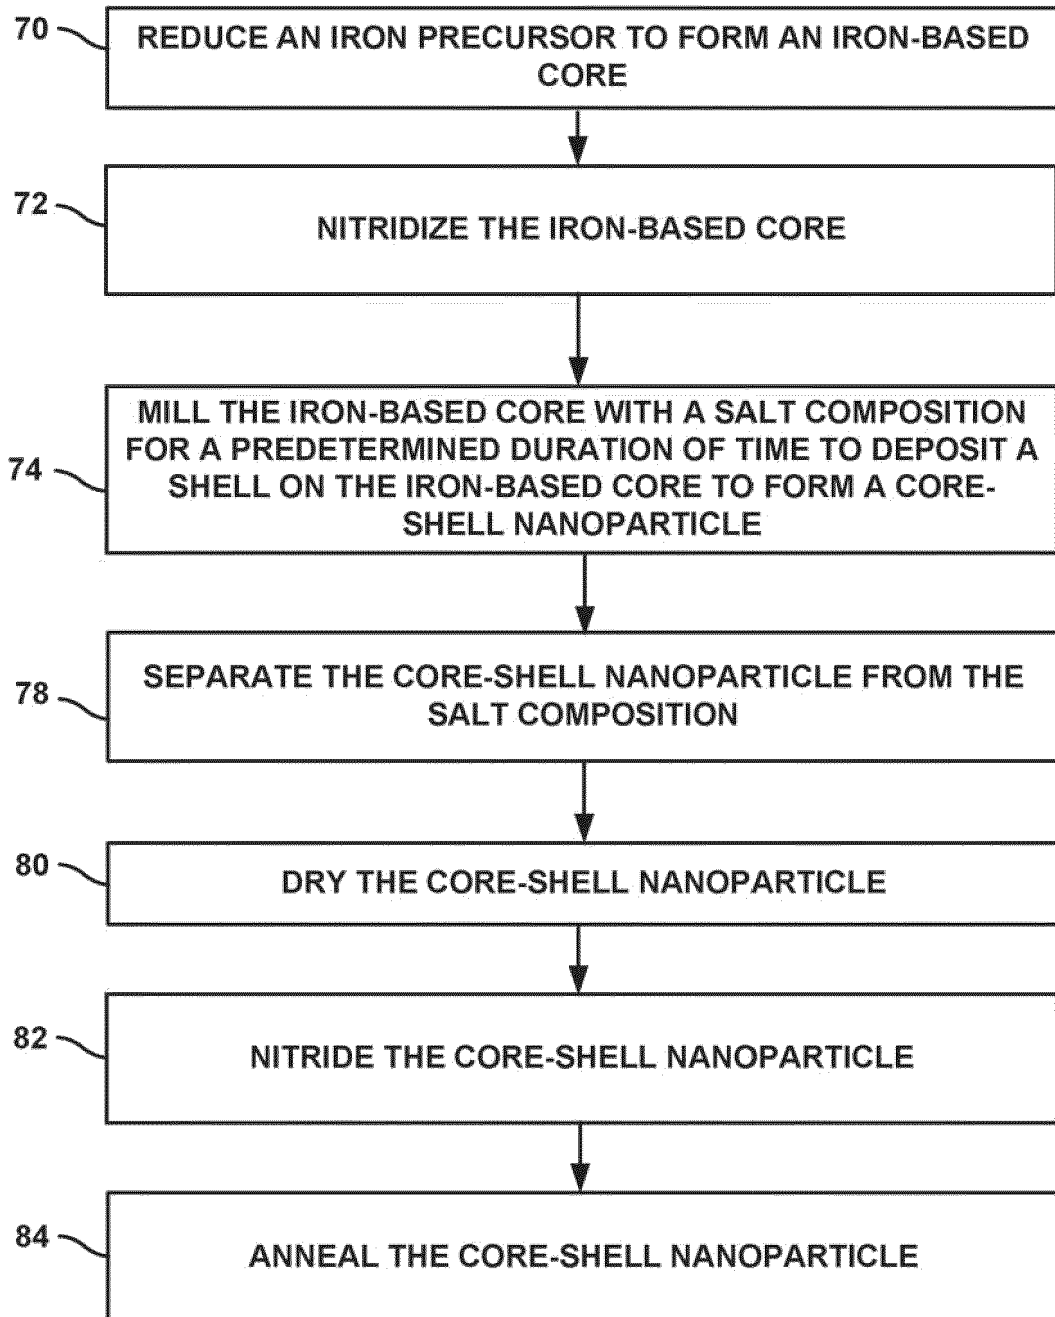 70
REDUCE AN IRON PRECURSOR TO FORM AN IRON-BASED
CORE
72
NITRIDIZE THE IRON-BASED CORE
74
MILL THE IRON-BASED CORE WITH A SALT COMPOSITION
FOR A PREDETERMINED DURATION OF TIME TO DEPOSIT A
SHELL ON THE IRON-BASED CORE TO FORM A CORE-
SHELL NANOPARTICLE
78
SEPARATE THE CORE-SHELL NANOPARTICLE FROM THE
SALT COMPOSITION
80
DRY THE CORE-SHELL NANOPARTICLE
82
NITRIDE THE CORE-SHELL NANOPARTICLE
84
ANNEAL THE CORE-SHELL NANOPARTICLE